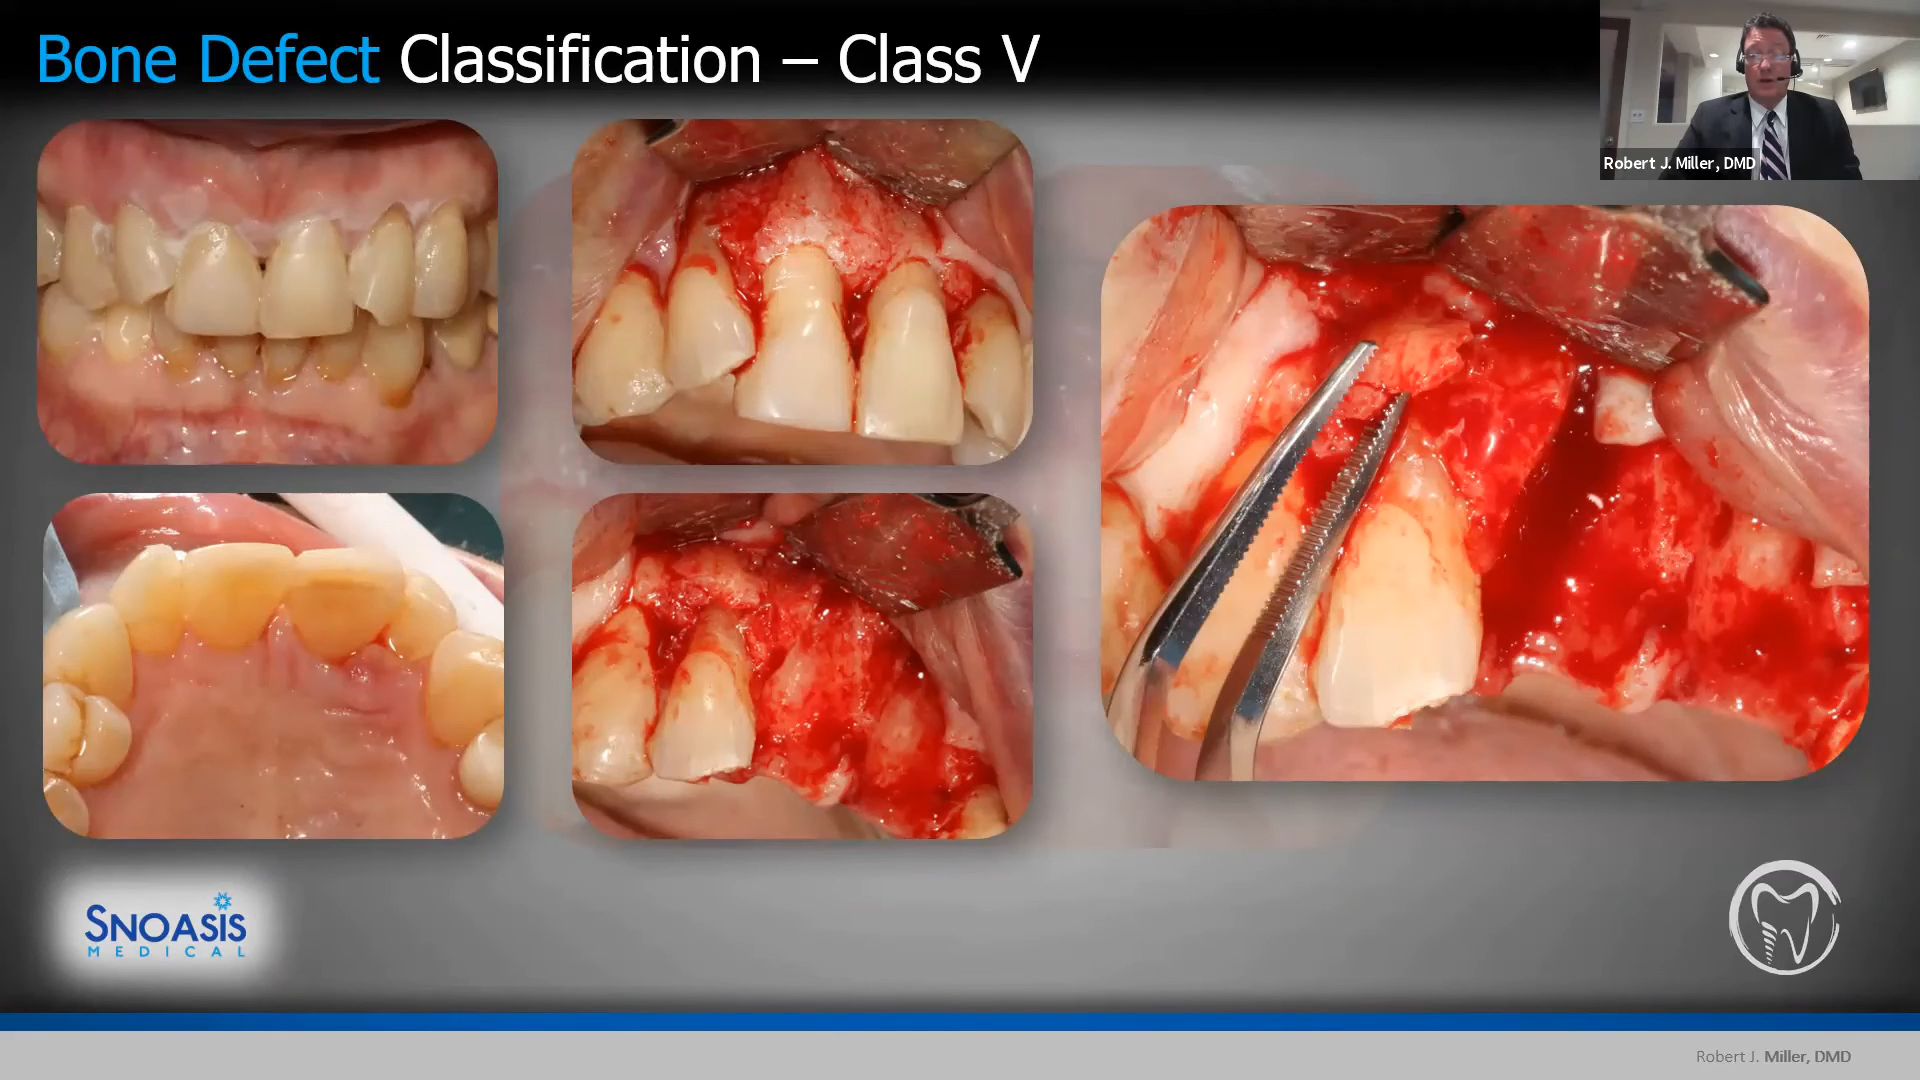 Bone Defect Classification – Class V
Robert J. Miller, DMD
SNOASIS
MEDICAL
Robert J. Miller, DMD